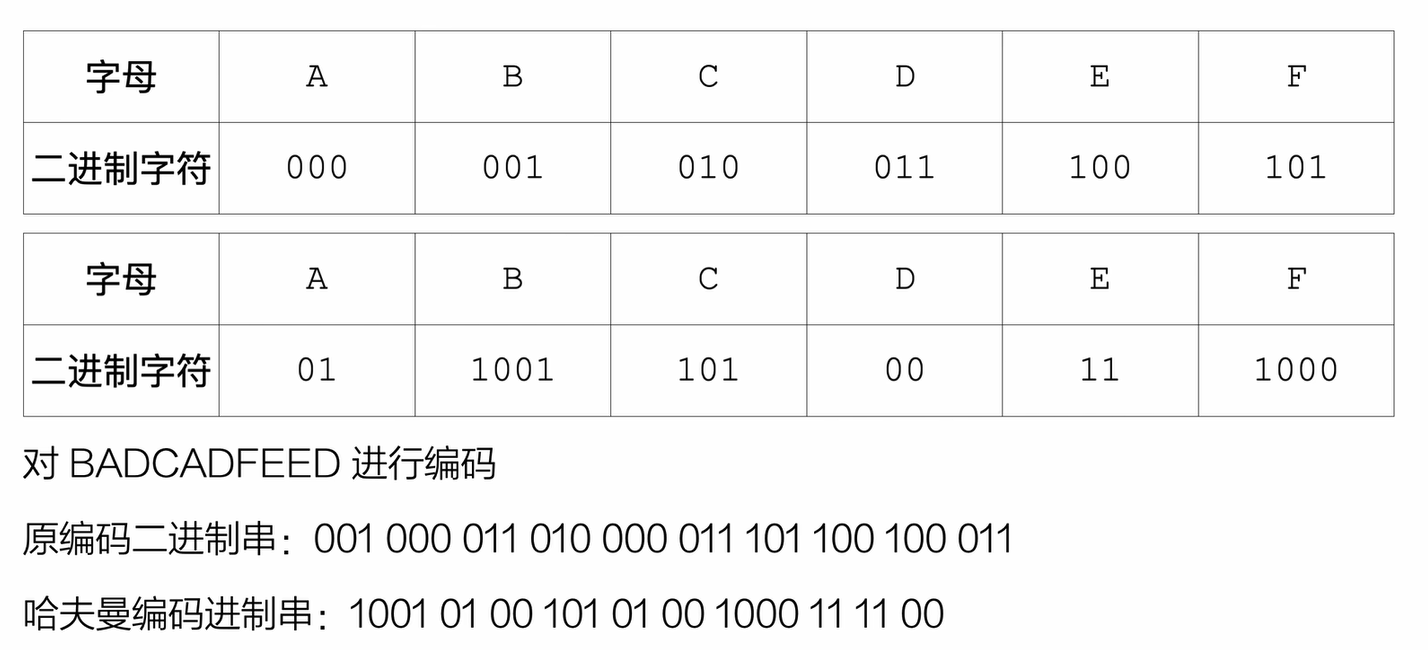 字母 A B C D E F
二进制字符 000 001 010 011 100 101
字母 A B C D E F
二进制字符 01 1001 101 00 11 1000
对 BADCADFEED 进行编码
原编码二进制串：001 000 011 010 000 011 101 100 100 011
哈夫曼编码进制串：1001 01 00 101 01 00 1000 11 11 00